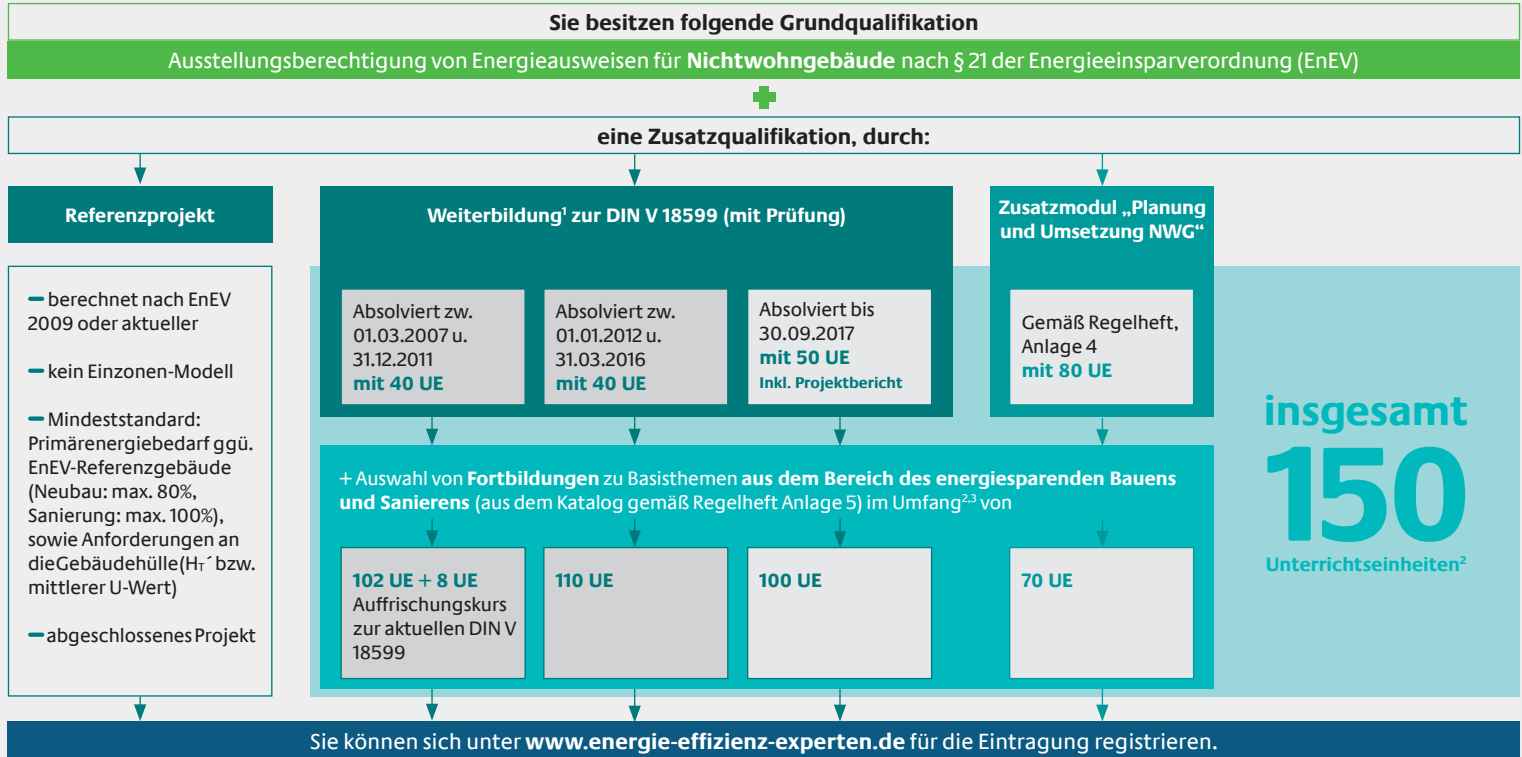 Sie besitzen folgende Grundqualifikation
Ausstellungsberechtigung von Energieausweisen für Nichtwohngebäude nach § 21 der Energieeinsparverordnung (EnEV)
eine Zusatzqualifikation, durch:
Referenzprojekt
– berechnet nach EnEV
2009 oder aktueller
– kein Einzonen-Modell
– Mindeststandard:
Primärenergiebedarf ggü.
EnEV-Referenzgebäude
(Neubau: max. 80%,
Sanierung: max. 100%),
sowie Anforderungen an
dieGebäudehülle(H_T´ bzw.
mittlerer U-Wert)
– abgeschlossenes Projekt
Weiterbildung¹ zur DIN V 18599 (mit Prüfung)
Absolviert zw.
01.03.2007 u.
31.12.2011
mit 40 UE
Absolviert zw.
01.01.2012 u.
31.03.2016
mit 40 UE
Absolviert bis
30.09.2017
mit 50 UE
Inkl. Projektbericht
Zusatzmodul „Planung
und Umsetzung NWG“
Gemäß Regelheft,
Anlage 4
mit 80 UE
+ Auswahl von Fortbildungen zu Basisthemen aus dem Bereich des energiesparenden Bauens
und Sanierens (aus dem Katalog gemäß Regelheft Anlage 5) im Umfang²,³ von
102 UE + 8 UE
Auffrischungskurs
zur aktuellen DIN V
18599
110 UE
100 UE
70 UE
insgesamt
150
Unterrichtseinheiten²
Sie können sich unter www.energie-effizienz-experten.de für die Eintragung registrieren.